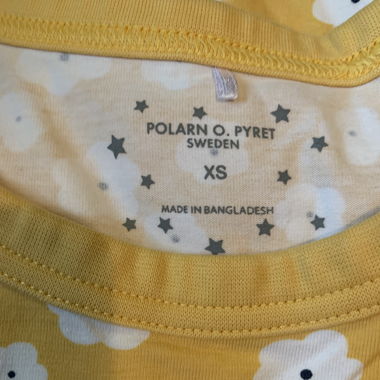 POLARN O. PYRET
SWEDEN
XS
MADE IN BANGLADESH